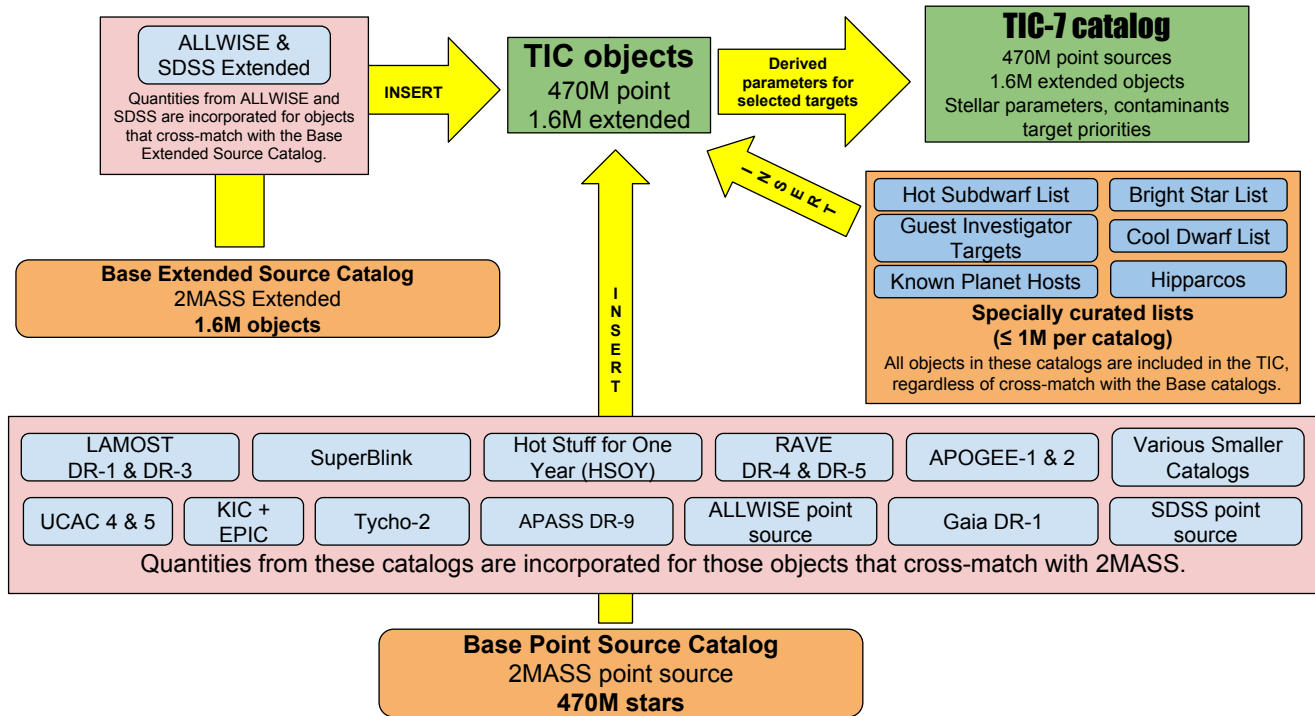 ALLWISE &
SDSS Extended
Quantities from ALLWISE and
SDSS are incorporated for objects
that cross-match with the Base
Extended Source Catalog.
INSERT
TIC objects
470M point
1.6M extended
Derived
parameters for
selected targets
TIC-7 catalog
470M point sources
1.6M extended objects
Stellar parameters, contaminants
target priorities
Base Extended Source Catalog
2MASS Extended
1.6M objects
INSERT
INSERT
Hot Subdwarf List
Bright Star List
Guest Investigator
Targets
Cool Dwarf List
Known Planet Hosts
Hipparcos
Specially curated lists
(≤ 1M per catalog)
All objects in these catalogs are included in the TIC,
regardless of cross-match with the Base catalogs.
LAMOST
DR-1 & DR-3
SuperBlink
Hot Stuff for One
Year (HSOY)
RAVE
DR-4 & DR-5
APOGEE-1 & 2
Various Smaller
Catalogs
UCAC 4 & 5
KIC +
EPIC
Tycho-2
APASS DR-9
ALLWISE point
source
Gaia DR-1
SDSS point
source
Quantities from these catalogs are incorporated for those objects that cross-match with 2MASS.
Base Point Source Catalog
2MASS point source
470M stars